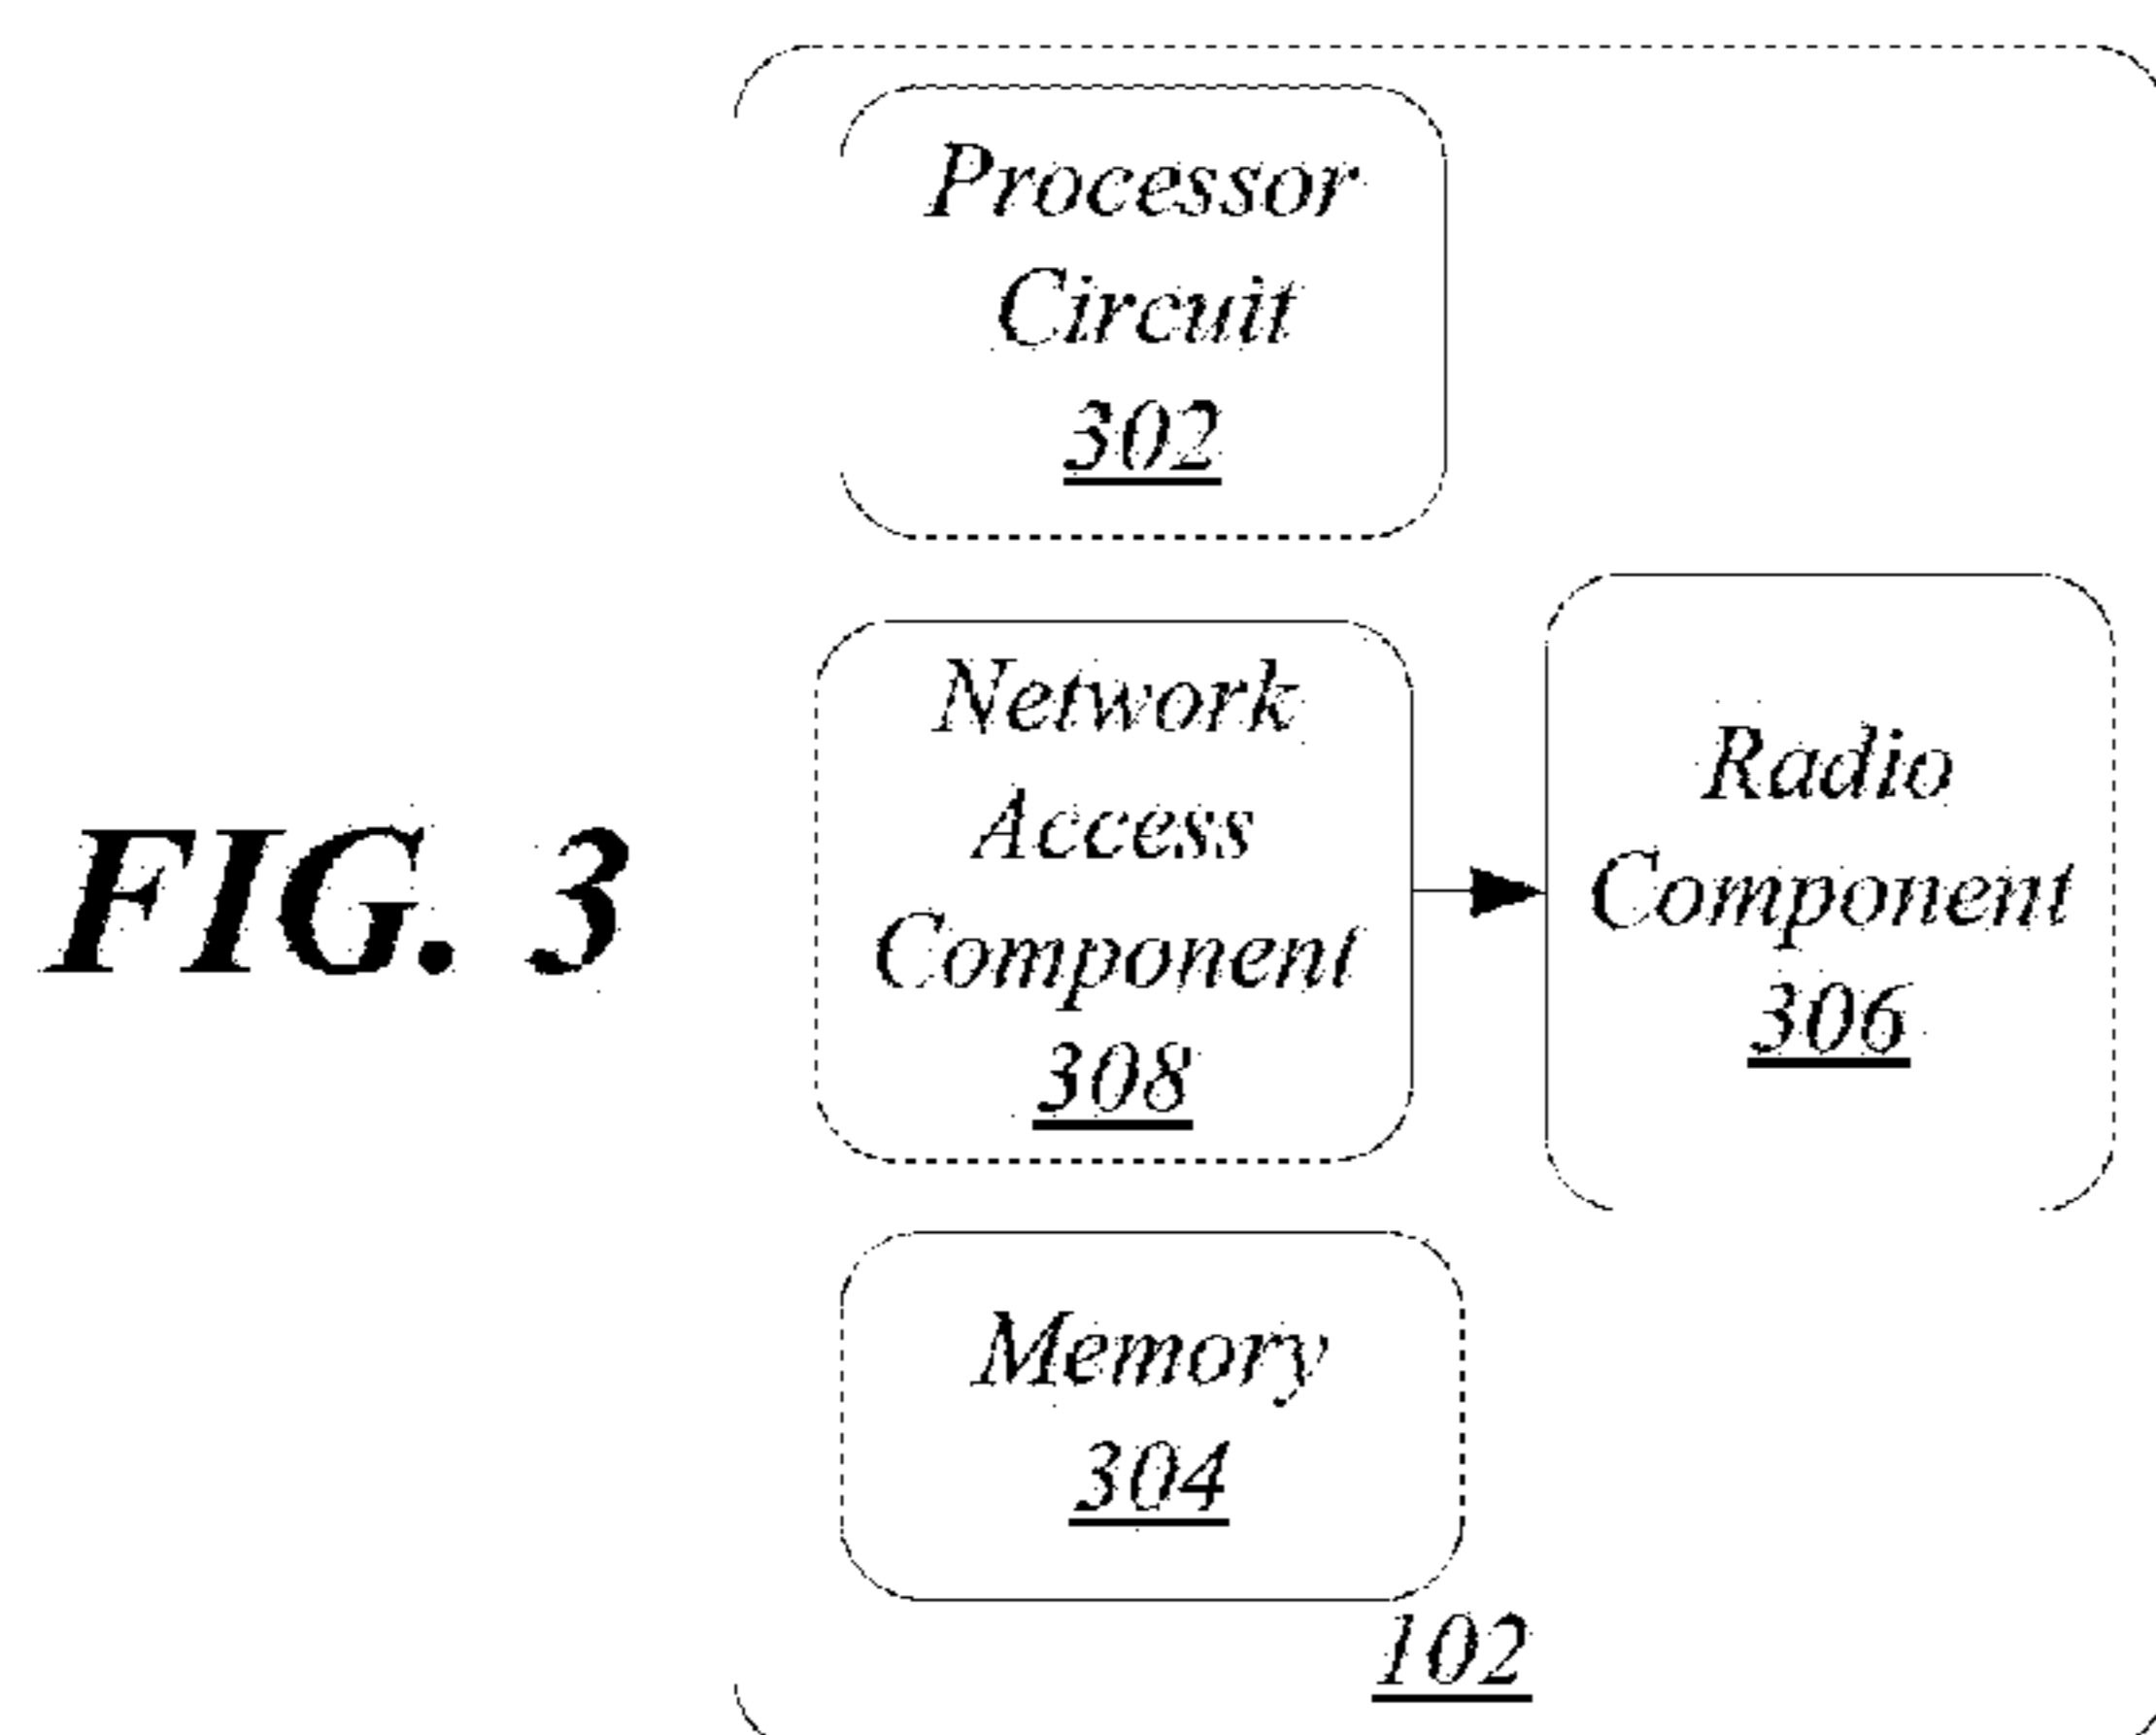 Processor
Circuit
302
Network
Access
Component
308
Radio
Component
306
FIG. 3
Memory
304
102